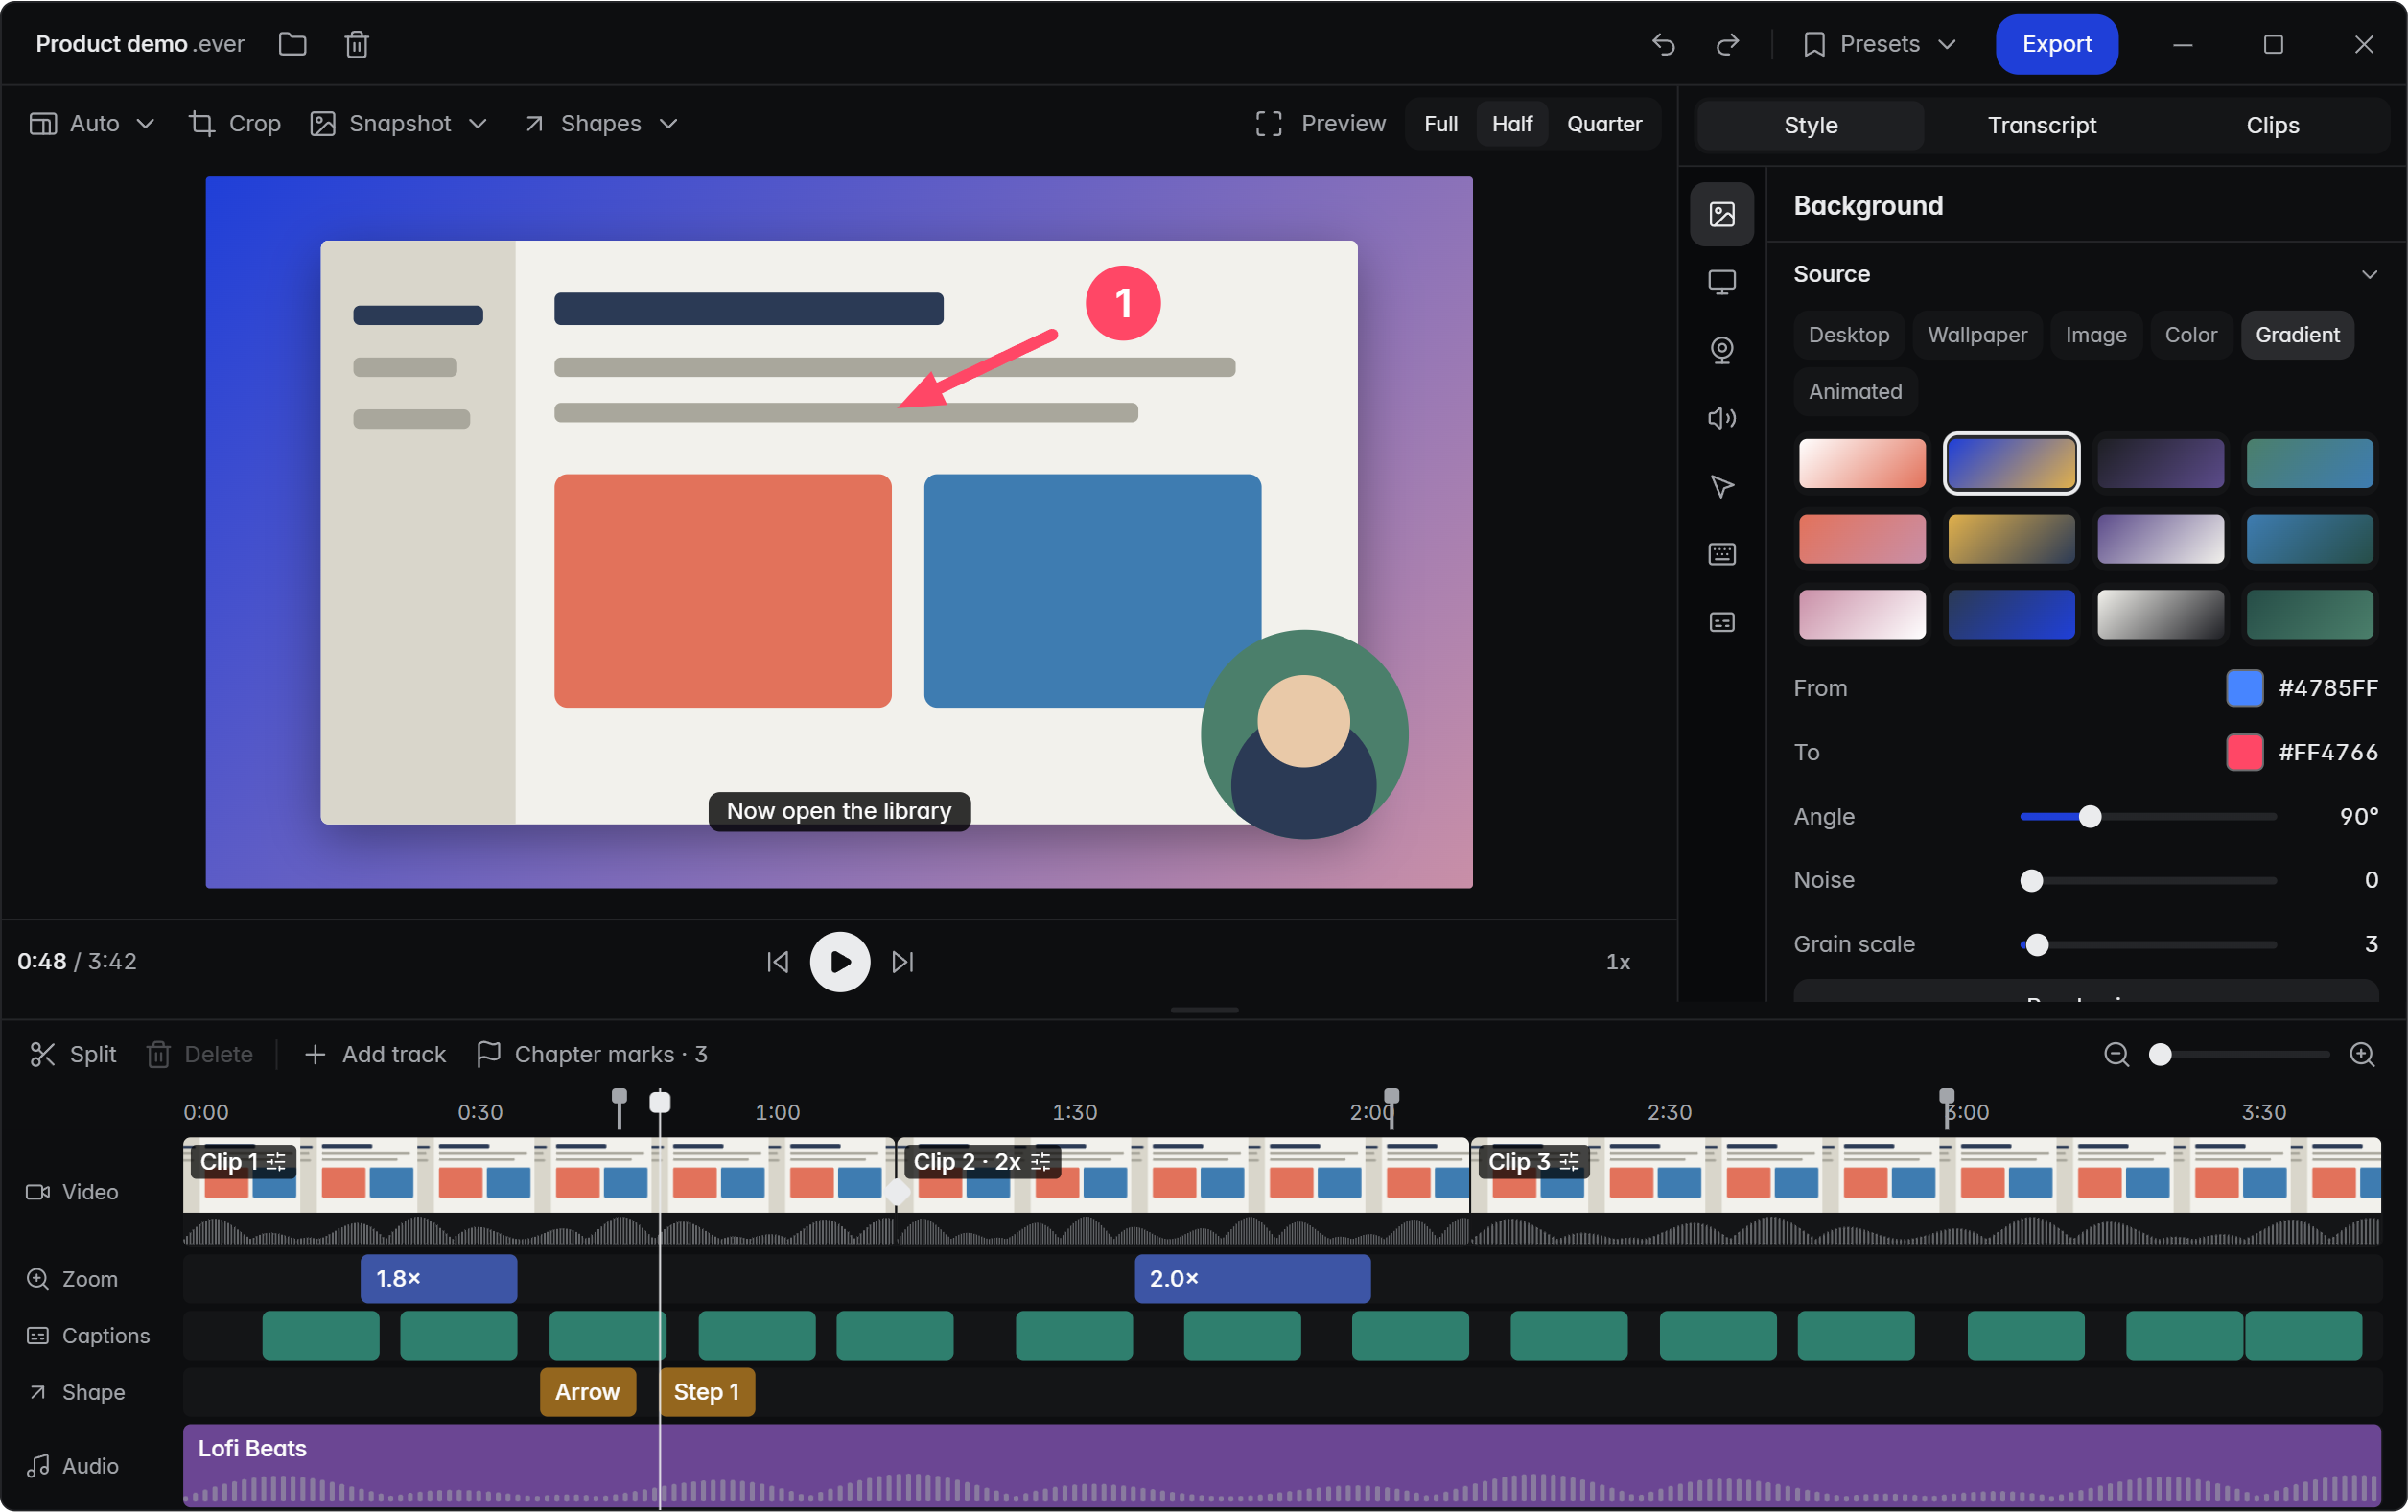 Product demo.ever
Presets
Export
Auto
Crop
Snapshot
Shapes
Preview
Full
Half
Quarter
Style
Transcript
Clips
Background
Source
Desktop
Wallpaper
Image
Color
Gradient
Animated
From
#4785FF
To
#FF4766
Angle
90°
Noise
0
Grain scale
3
1
Now open the library
0:48 / 3:42
1x
Split
Delete
Add track
Chapter marks · 3
0:00
0:30
1:00
1:30
2:00
2:30
3:00
3:30
Video
Clip 1
Clip 2 · 2x
Clip 3
Zoom
1.8×
2.0×
Captions
Shape
Arrow
Step 1
Audio
Lofi Beats